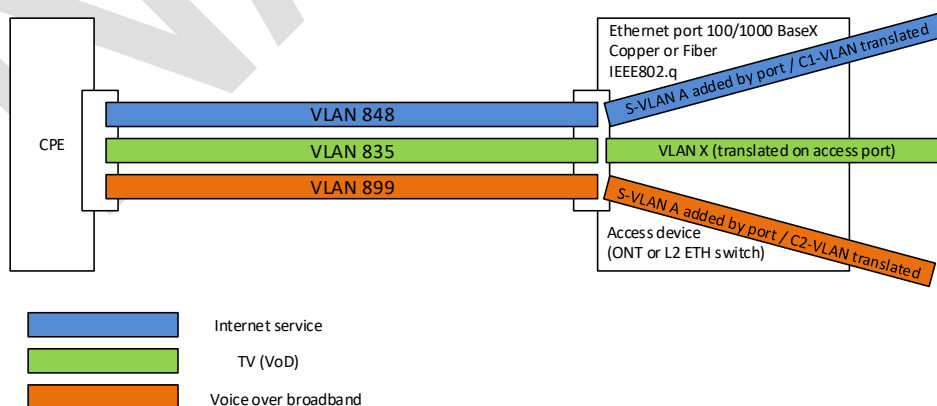 Ethernet port 100/1000 BaseX
Copper or Fiber
IEEE802.q
S-VLAN A added by port / C1-VLAN translated
CPE
VLAN 848
VLAN 835
VLAN X (translated on access port)
VLAN 899
S-VLAN A added by port / C2-VLAN translated
Access device
(ONT or L2 ETH switch)
Internet service
TV (VoD)
Voice over broadband